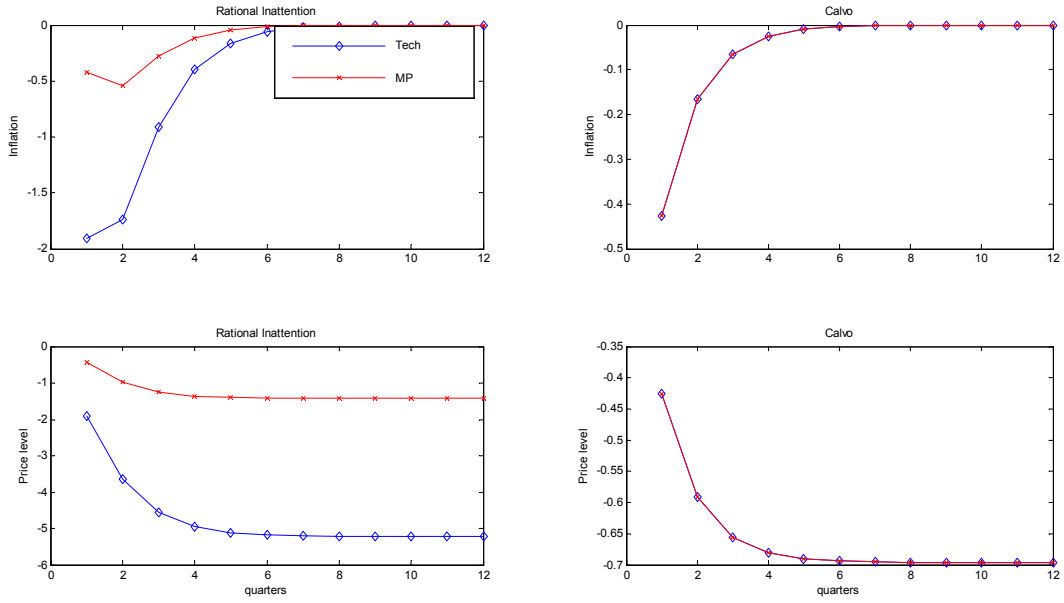 Rational Inattention
0
-0.5
-1
-1.5
-2
Inflation
0 2 4 6 8 10 12
Tech
MP
Calvo
0
-0.1
-0.2
-0.3
-0.4
-0.5
Inflation
0 2 4 6 8 10 12
Rational Inattention
0
-1
-2
-3
-4
-5
-6
Price level
0 2 4 6 8 10 12
quarters
Calvo
-0.35
-0.4
-0.45
-0.5
-0.55
-0.6
-0.65
-0.7
Price level
0 2 4 6 8 10 12
quarters